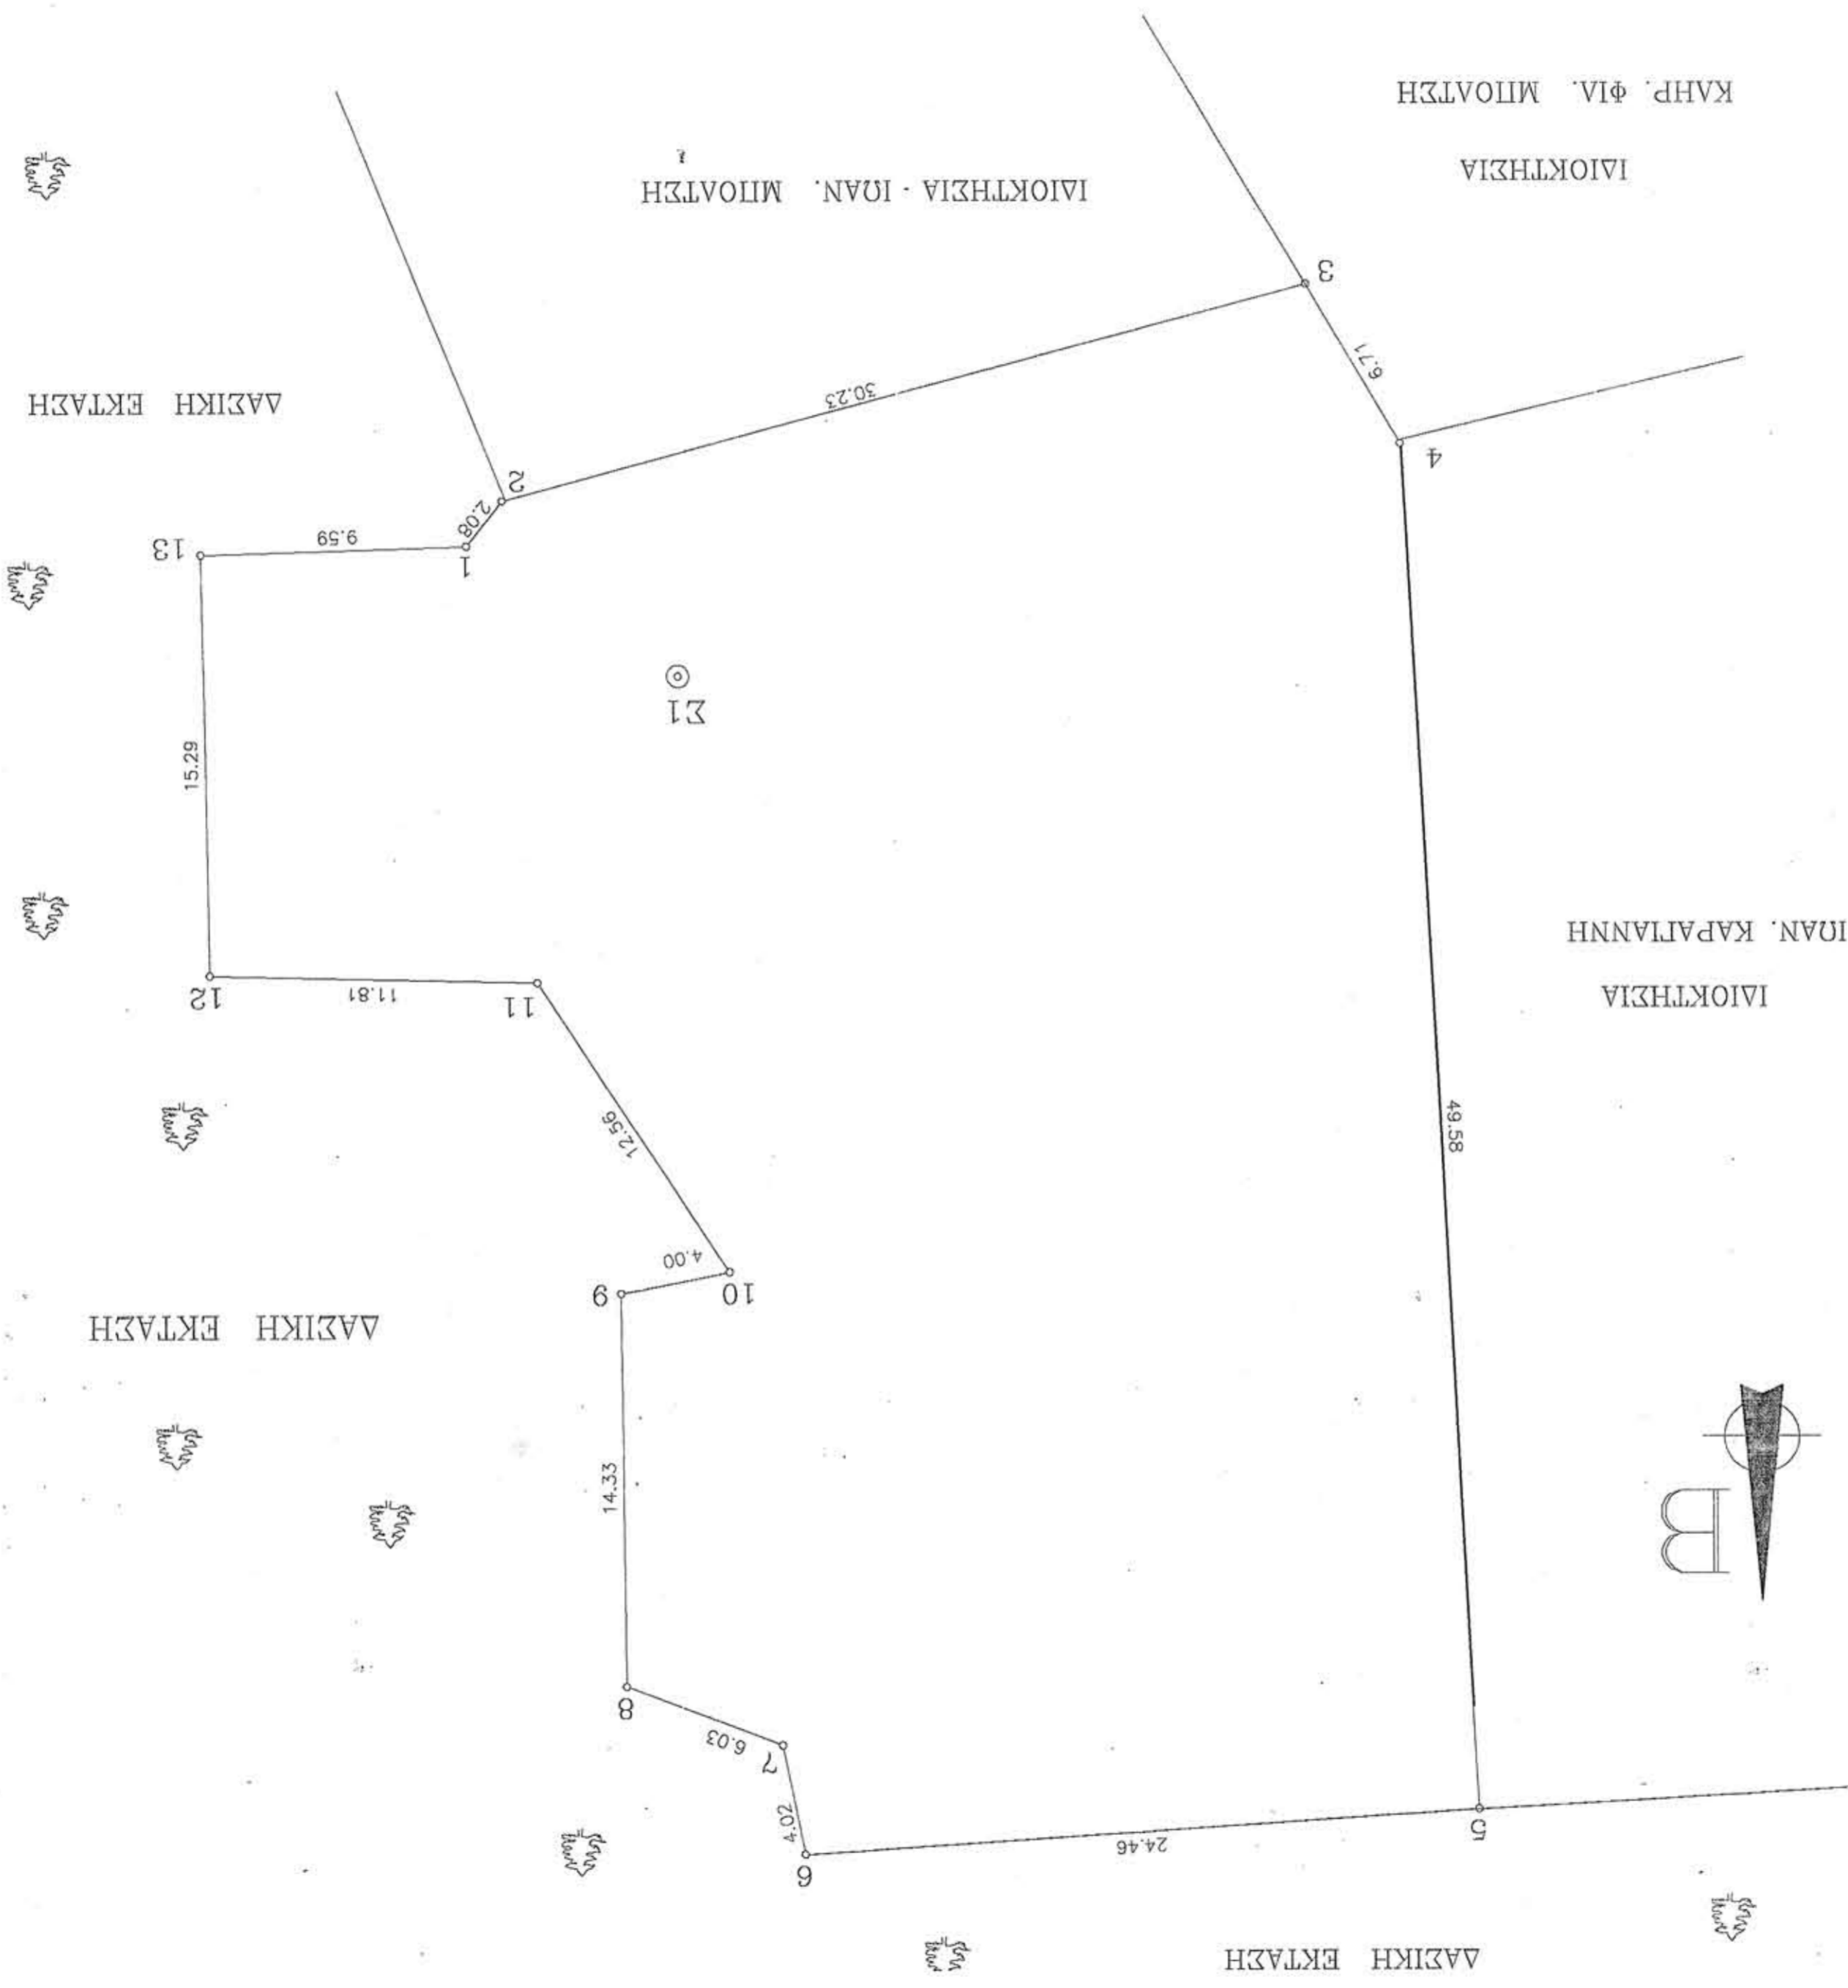 ΔΑΣΙΚΗ ΕΚΤΑΣΗ
5
24.46
6
4.02
7
6.03
8
Β
14.33
ΔΑΣΙΚΗ ΕΚΤΑΣΗ
10
9
4.00
12.56
49.58
ΙΔΙΟΚΤΗΣΙΑ
ΙΩΑΝ. ΚΑΡΑΓΙΑΝΝΗ
11
12
11.81
15.29
Σ1
1
13
9.59
2.08
2
4
ΔΑΣΙΚΗ ΕΚΤΑΣΗ
30.23
6.71
3
ΙΔΙΟΚΤΗΣΙΑ - ΙΩΑΝ. ΜΠΟΛΤΣΗ
ΙΔΙΟΚΤΗΣΙΑ
ΚΛΗΡ. ΦΙΛ. ΜΠΟΛΤΣΗ